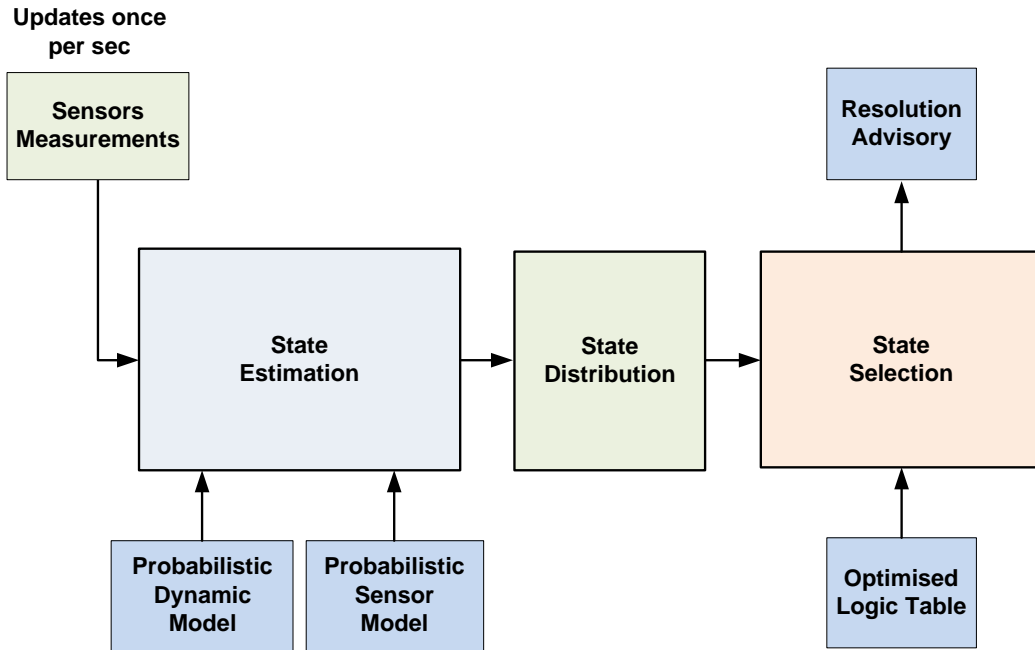 Updates once
per sec
Sensors
Measurements
Resolution
Advisory
State
Estimation
State
Distribution
State
Selection
Probabilistic
Dynamic
Model
Probabilistic
Sensor
Model
Optimised
Logic Table